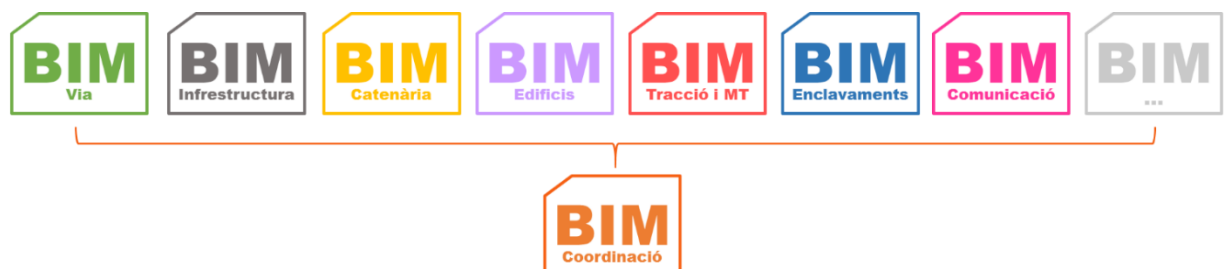 BIM BIM BIM BIM BIM BIM BIM BIM
Via Infrestructura Catenària Edificis Tracció i MT Enclavaments Comunicació ...
BIM
Coordinació